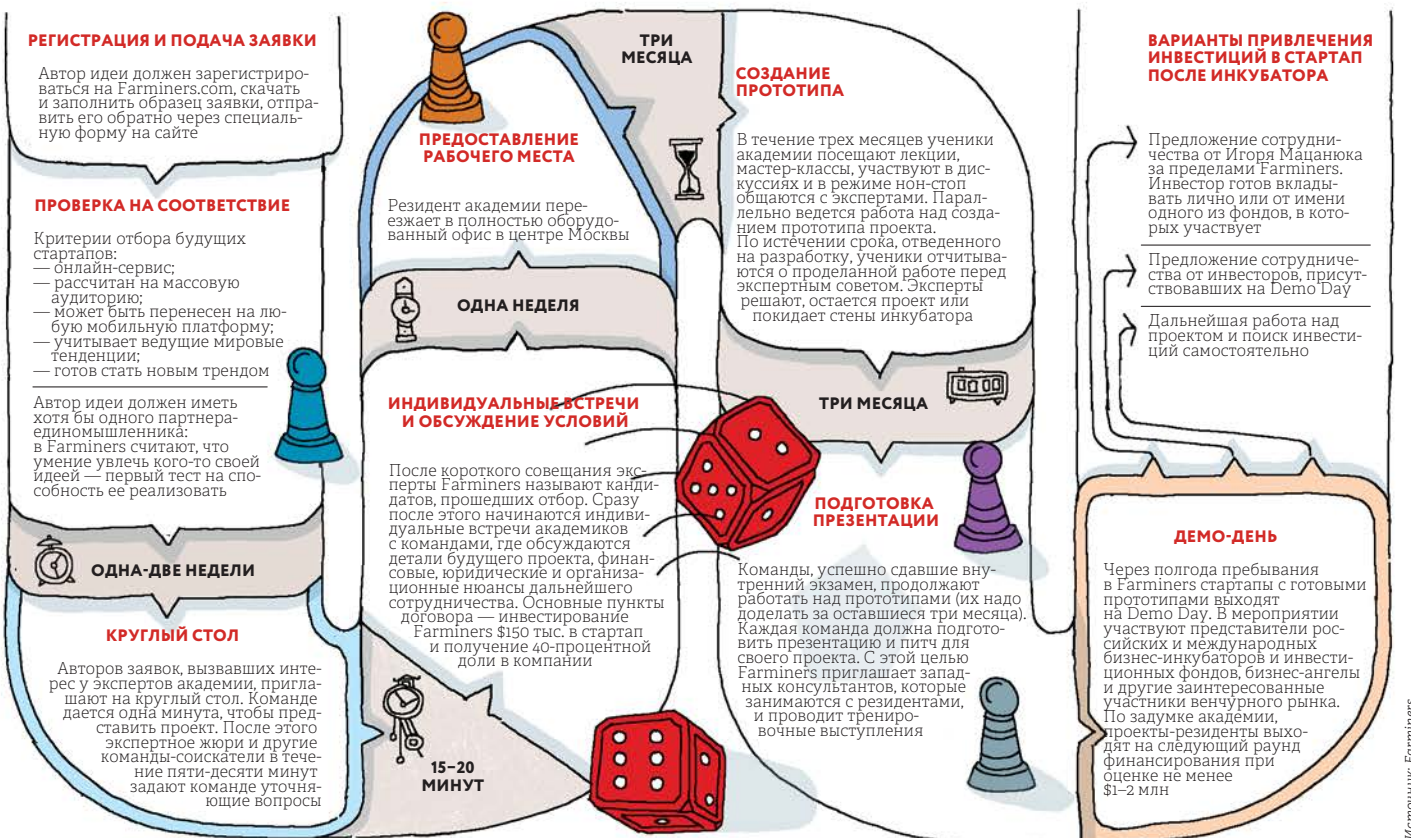 РЕГИСТРАЦИЯ И ПОДАЧА ЗАЯВКИ
Автор идеи должен зарегистриро-
ваться на Farminers.com, скачать
и заполнить образец заявки, отпра-
вить его обратно через специаль-
ную форму на сайте
ПРОВЕРКА НА СООТВЕТСТВИЕ
Критерии отбора будущих
стартапов:
— онлайн-сервис;
— рассчитан на массовую
аудиторию;
— может быть перенесен на лю-
бую мобильную платформу;
— учитывает ведущие мировые
тенденции;
— готов стать новым трендом
Автор идеи должен иметь
хотя бы одного партнера-
единомышленника:
в Farminers считают, что
умение увлечь кого-то своей
идеей — первый тест на спо-
собность ее реализовать
ОДНА-ДВЕ НЕДЕЛИ
КРУГЛЫЙ СТОЛ
Авторов заявок, вызвавших инте-
рес у экспертов академии, пригла-
шают на круглый стол. Команде
дается одна минута, чтобы пред-
ставить проект. После этого
экспертное жюри и другие
команды-соискатели в тече-
ние пяти-десяти минут
задают команде уточня-
ющие вопросы
15–20
МИНУТ
ИНДИВИДУАЛЬНЫЕ ВСТРЕЧИ
И ОБСУЖДЕНИЕ УСЛОВИЙ
После короткого совещания экс-
перты Farminers называют канди-
датов, прошедших отбор. Сразу
после этого начинаются индиви-
дуальные встречи академиков
с командами, где обсуждаются
детали будущего проекта, финан-
совые, юридические и организа-
ционные нюансы дальнейшего
сотрудничества. Основные пункты
договора — инвестирование
Farminers $150 тыс. в стартап
и получение 40-процентной
доли в компании
ОДНА НЕДЕЛЯ
ПРЕДОСТАВЛЕНИЕ
РАБОЧЕГО МЕСТА
Резидент академии пере-
езжает в полностью оборудо-
ванный офис в центре Москвы
ТРИ
МЕСЯЦА
СОЗДАНИЕ
ПРОТОТИПА
В течение трех месяцев ученики
академии посещают лекции,
мастер-классы, участвуют в дис-
куссиях и в режиме нон-стоп
общаются с экспертами. Парал-
лельно ведется работа над созда-
нием прототипа проекта.
По истечении срока, отведенного
на разработку, ученики отчитыва-
ются о проделанной работе перед
экспертным советом. Эксперты
решают, остается проект или
покидает стены инкубатора
ТРИ МЕСЯЦА
ПОДГОТОВКА
ПРЕЗЕНТАЦИИ
Команды, успешно сдавшие вну-
тренний экзамен, продолжают
работать над прототипами (их надо
доделать за оставшиеся три месяца).
Каждая команда должна подгото-
вить презентацию и питч для
своего проекта. С этой целью
Farminers приглашает запад-
ных консультантов, которые
занимаются с резидентами,
и проводит трениро-
вочные выступления
ДЕМО-ДЕНЬ
Через полгода пребывания
в Farminers стартапы с готовыми
прототипами выходят
на Demo Day. В мероприятии
участвуют представители рос-
сийских и международных
бизнес-инкубаторов и инвести-
ционных фондов, бизнес-ангелы
и другие заинтересованные
участники венчурного рынка.
По задумке академии,
проекты-резиденты выхо-
дят на следующий раунд
финансирования при
оценке не менее
$1–2 млн
ВАРИАНТЫ ПРИВЛЕЧЕНИЯ
ИНВЕСТИЦИЙ В СТАРТАП
ПОСЛЕ ИНКУБАТОРА
Предложение сотрудни-
чества от Игоря Мацанюка
за пределами Farminers.
Инвестор готов вклады-
вать лично или от имени
одного из фондов, в кото-
рых участвует
Предложение сотрудниче-
ства от инвесторов, присут-
ствовавших на Demo Day
Дальнейшая работа над
проектом и поиск инвести-
ций самостоятельно
Источник: Farminers